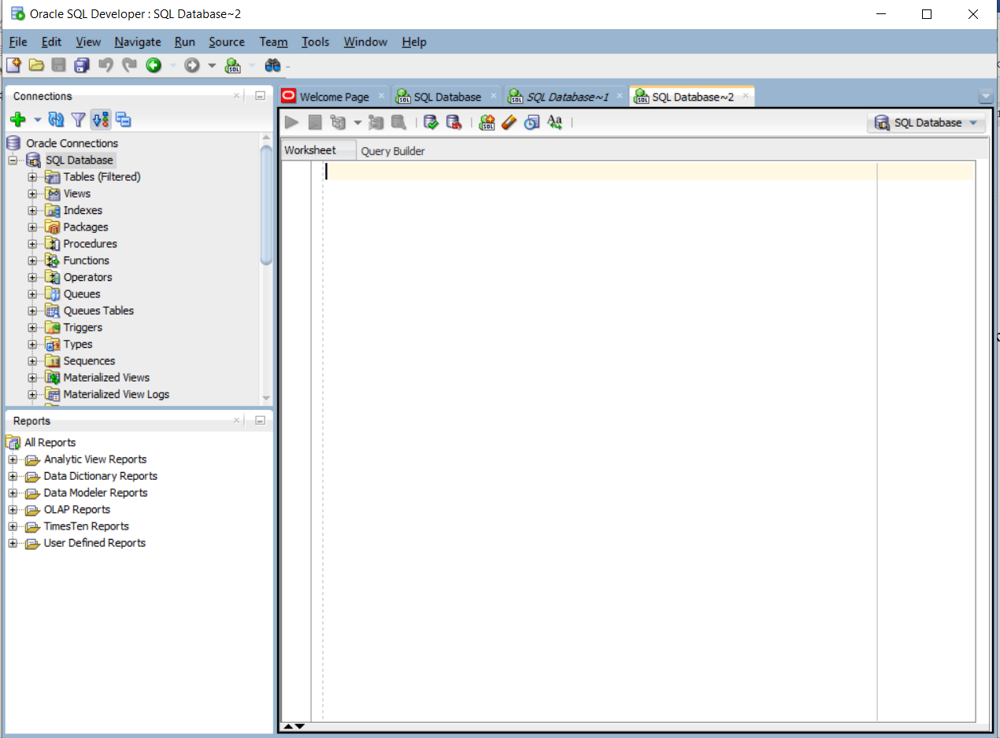 Oracle SQL Developer : SQL Database~2
File Edit View Navigate Run Source Team Tools Window Help
Connections
Oracle Connections
SQL Database
Tables (Filtered)
Views
Indexes
Packages
Procedures
Functions
Operators
Queues
Queues Tables
Triggers
Types
Sequences
Materialized Views
Materialized View Logs
Reports
All Reports
Analytic View Reports
Data Dictionary Reports
Data Modeler Reports
OLAP Reports
TimesTen Reports
User Defined Reports
Welcome Page SQL Database SQL Database~1 SQL Database~2
SQL Database
Worksheet Query Builder